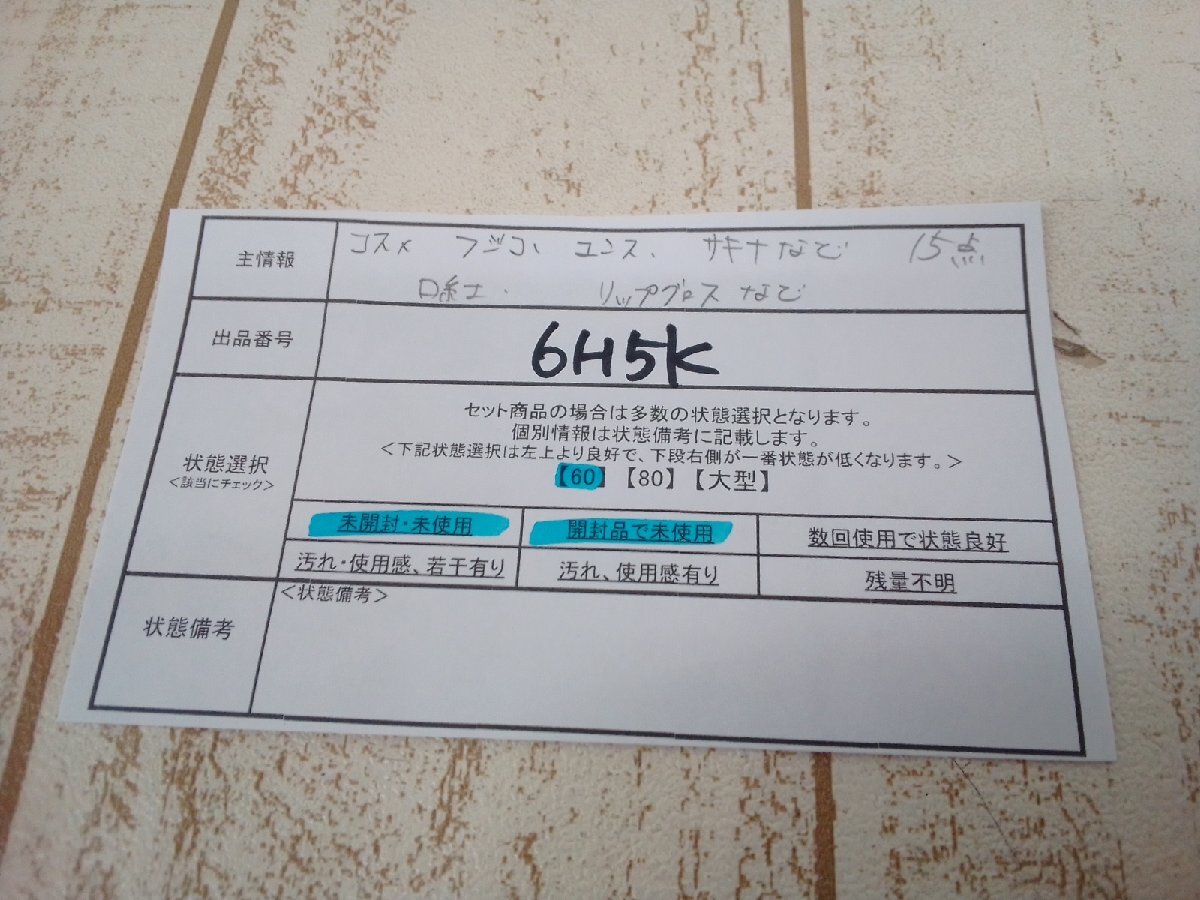 主情報
コスメ フジコ、ユンス、サキナなど 15点
口紅、リップグロスなど
出品番号
6H5K
状態選択
<該当にチェック>
セット商品の場合は多数の状態選択となります。
個別情報は状態備考に記載します。
<下記状態選択は左上より良好で、下段右側が一番状態が低くなります。>
【60】【80】【大型】
未開封・未使用 開封品で未使用 数回使用で状態良好
汚れ・使用感、若干有り 汚れ、使用感有り 残量不明
状態備考
<状態備考>